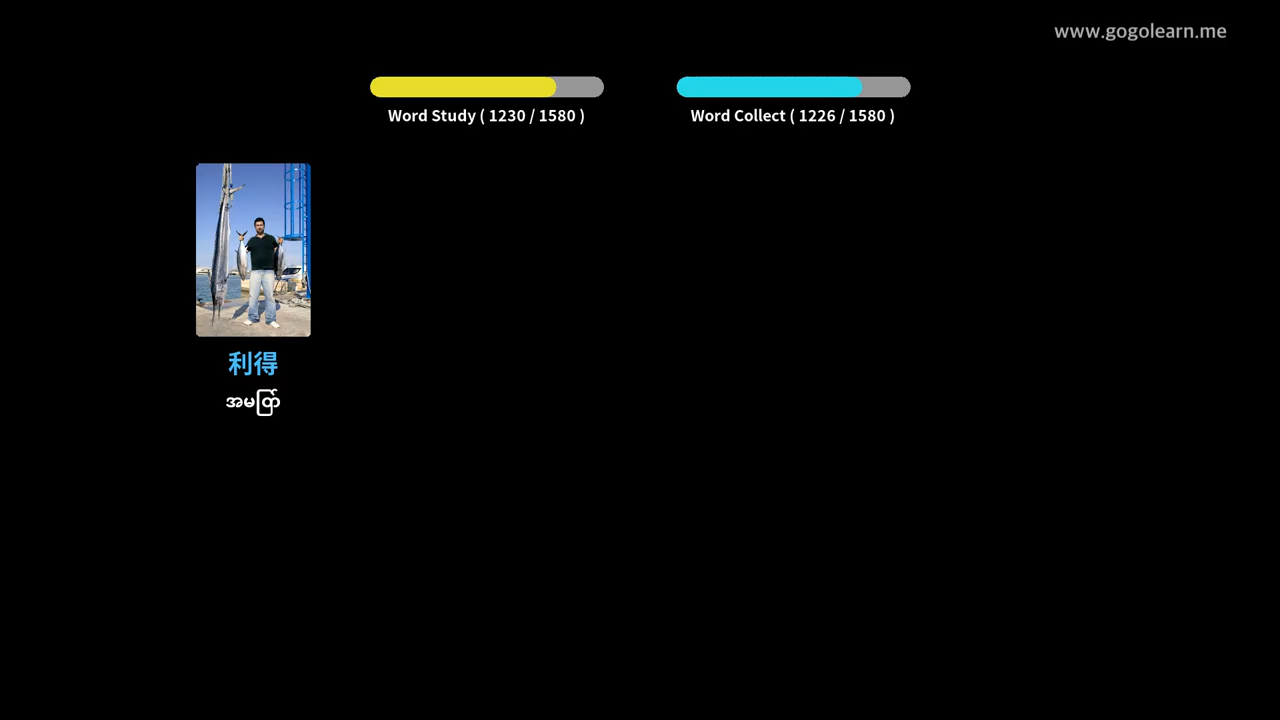 www.gogolearn.me
Word Study ( 1230 / 1580 )
Word Collect ( 1226 / 1580 )
利得
အမြတ်